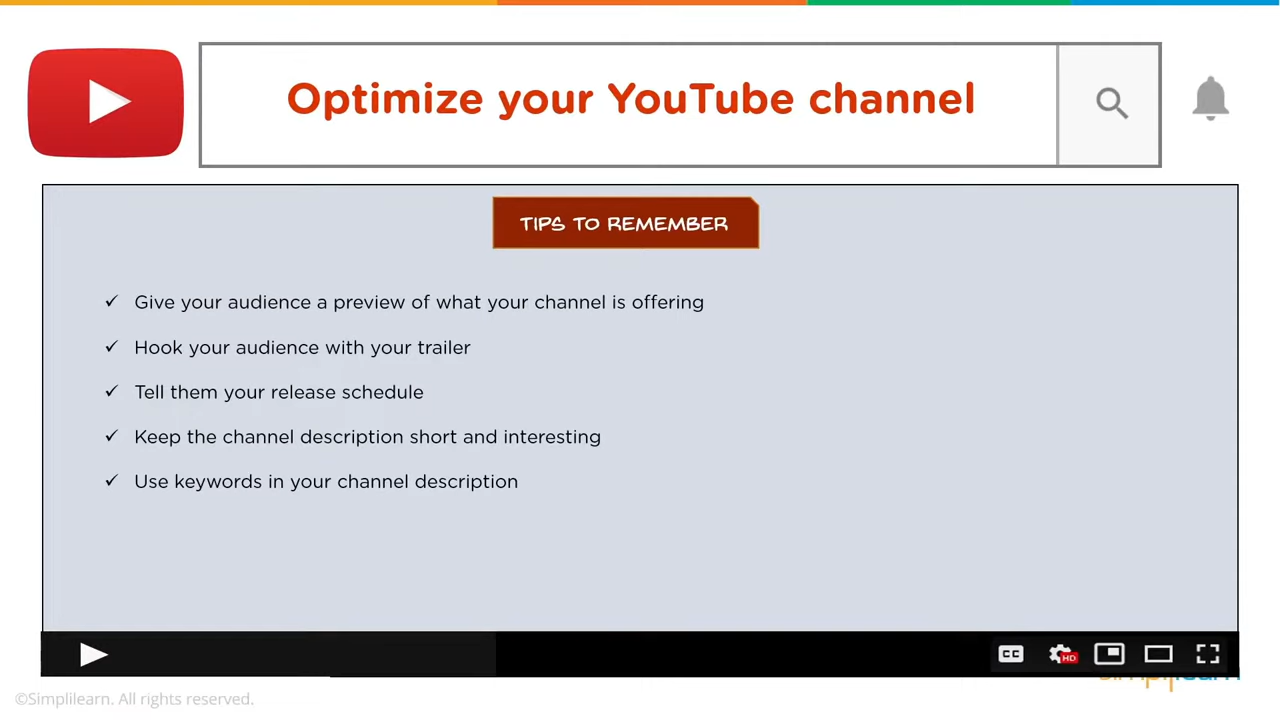 Optimize your YouTube channel
TIPS TO REMEMBER
✓ Give your audience a preview of what your channel is offering
✓ Hook your audience with your trailer
✓ Tell them your release schedule
✓ Keep the channel description short and interesting
✓ Use keywords in your channel description
CC
HD
©Simplilearn. All rights reserved.